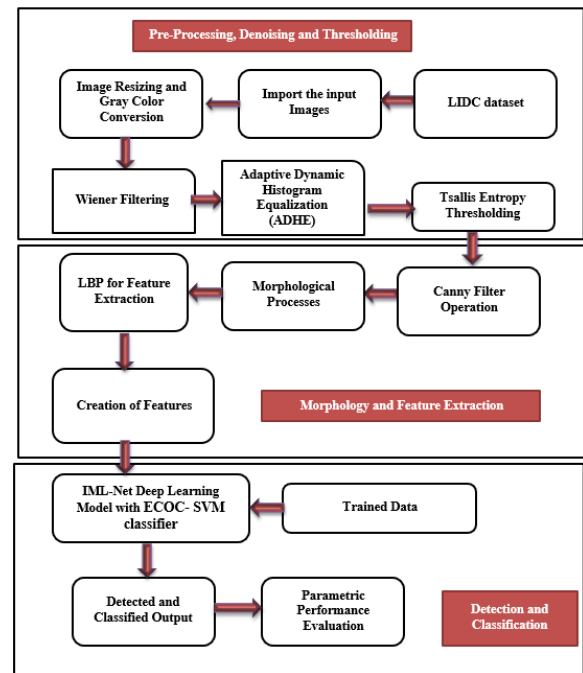 Pre-Processing, Denoising and Thresholding
Image Resizing and
Gray Color
Conversion
Import the input
Images
LIDC dataset
Wiener Filtering
Adaptive Dynamic
Histogram
Equalization
(ADHE)
Tsallis Entropy
Thresholding
LBP for Feature
Extraction
Morphological
Processes
Canny Filter
Operation
Creation of Features
Morphology and Feature Extraction
IML-Net Deep Learning
Model with ECOC- SVM
classifier
Trained Data
Detected and
Classified Output
Parametric
Performance
Evaluation
Detection and
Classification